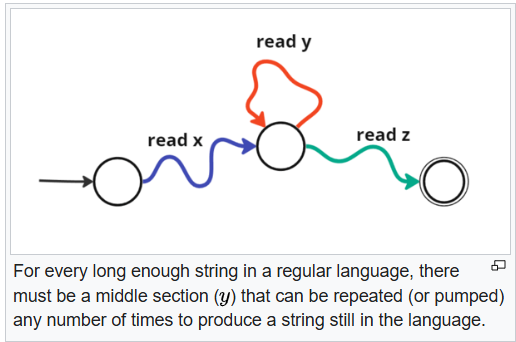 read y
read x
read z
For every long enough string in a regular language, there
must be a middle section (y) that can be repeated (or pumped)
any number of times to produce a string still in the language.